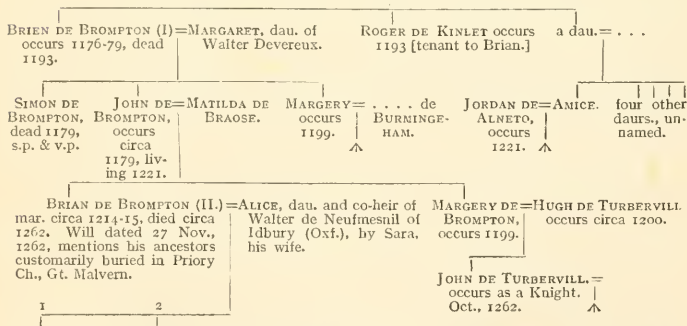 BRIEN DE BROMPTON (I)=MARGARET, dau. of
occurs 1176-79, dead
1193.
Walter Devereux.
ROGER DE KINLET occurs
1193 [tenant to Brian.]
a dau.= . . .
SIMON DE
BROMPTON,
dead 1179,
s.p. & v.p.
JOHN DE=MATILDA DE
BROMPTON,
occurs
circa
1179, liv-
ing 1221.
BRAOSE.
MARGERY= . . . . de
occurs
1199.
BURMINGE-
HAM.
JORDAN DE=AMICE.
ALNETO,
occurs
1221.
four other
daurs., un-
named.
BRIAN DE BROMPTON (II.)=ALICE, dau. and co-heir of
mar. circa 1214-15, died circa
1262. Will dated 27 Nov.,
1262, mentions his ancestors
customarily buried in Priory
Ch., Gt. Malvern.
Walter de Neufmesnil of
Idbury (Oxf.), by Sara,
his wife.
MARGERY DE=HUGH DE TURBERVILL
BROMPTON,
occurs 1199.
occurs circa 1200.
JOHN DE TURBERVILL.=
occurs as a Knight.
Oct., 1262.
1 2